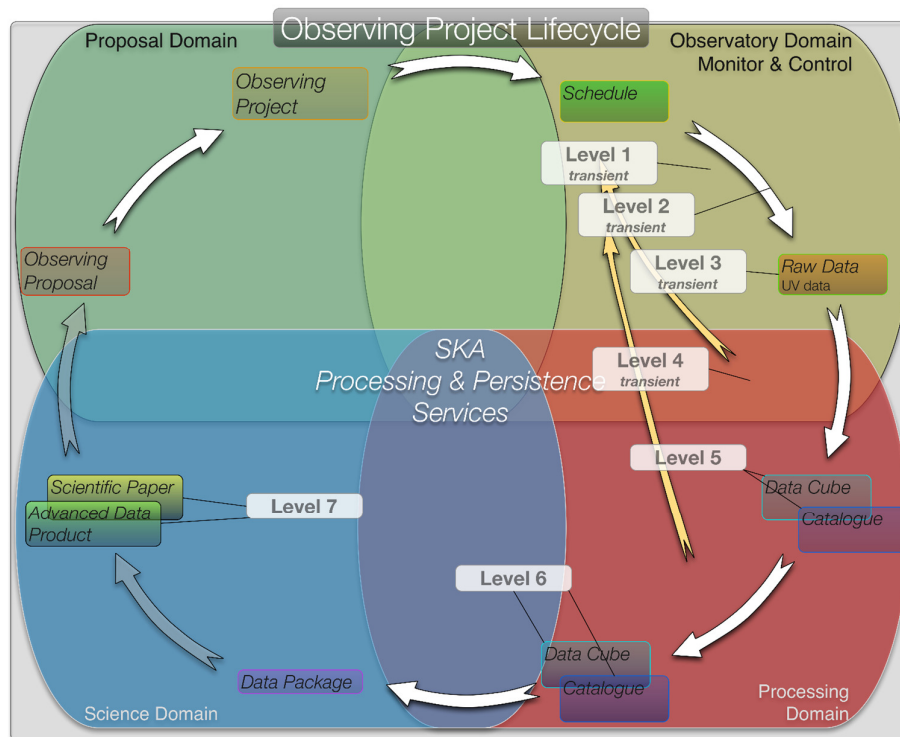 Observing Project Lifecycle
Proposal Domain
Observatory Domain
Monitor & Control
Observing
Project
Schedule
Level 1
transient
Level 2
transient
Level 3
transient
Observing
Proposal
Raw Data
UV data
SKA
Processing & Persistence
Services
Level 4
transient
Level 5
Data Cube
Catalogue
Scientific Paper
Advanced Data
Product
Level 7
Level 6
Data Cube
Catalogue
Data Package
Science Domain
Processing
Domain